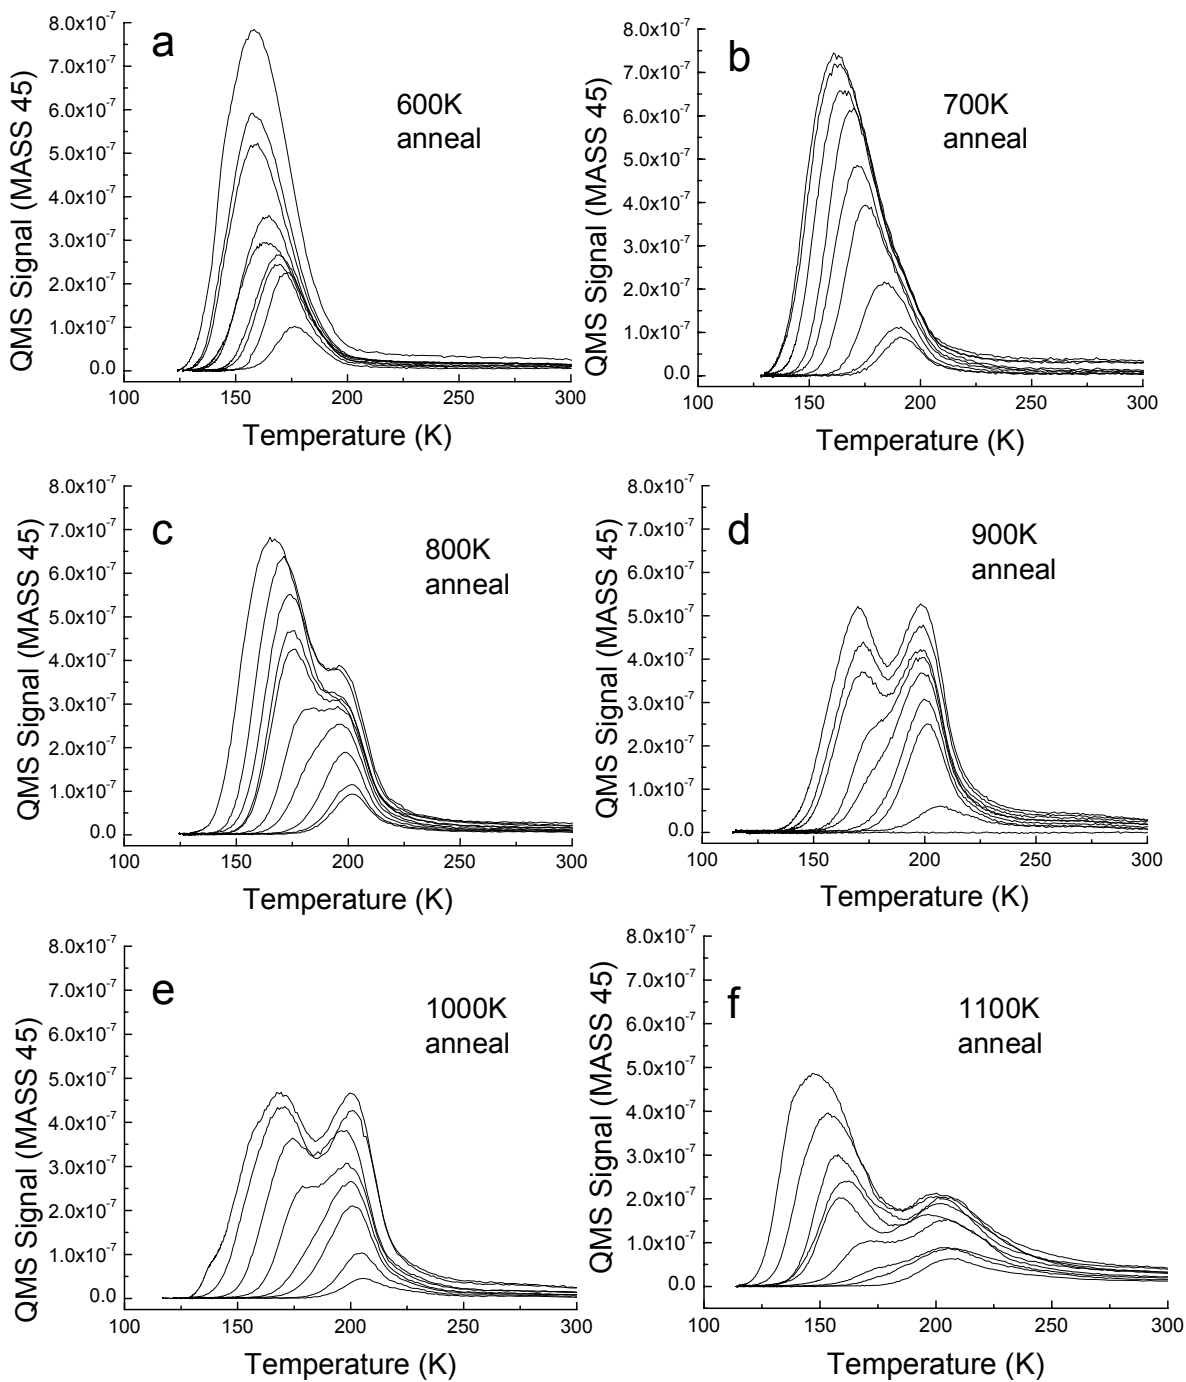 a
600K
anneal
8.0x10-7
7.0x10-7
6.0x10-7
5.0x10-7
4.0x10-7
3.0x10-7
2.0x10-7
1.0x10-7
0.0
100 150 200 250 300
QMS Signal (MASS 45)
Temperature (K)
b
700K
anneal
8.0x10-7
7.0x10-7
6.0x10-7
5.0x10-7
4.0x10-7
3.0x10-7
2.0x10-7
1.0x10-7
0.0
100 150 200 250 300
QMS Signal (MASS 45)
Temperature (K)
c
800K
anneal
8.0x10-7
7.0x10-7
6.0x10-7
5.0x10-7
4.0x10-7
3.0x10-7
2.0x10-7
1.0x10-7
0.0
100 150 200 250 300
QMS Signal (MASS 45)
Temperature (K)
d
900K
anneal
8.0x10-7
7.0x10-7
6.0x10-7
5.0x10-7
4.0x10-7
3.0x10-7
2.0x10-7
1.0x10-7
0.0
100 150 200 250 300
QMS Signal (MASS 45)
Temperature (K)
e
1000K
anneal
8.0x10-7
7.0x10-7
6.0x10-7
5.0x10-7
4.0x10-7
3.0x10-7
2.0x10-7
1.0x10-7
0.0
100 150 200 250 300
QMS Signal (MASS 45)
Temperature (K)
f
1100K
anneal
8.0x10-7
7.0x10-7
6.0x10-7
5.0x10-7
4.0x10-7
3.0x10-7
2.0x10-7
1.0x10-7
0.0
100 150 200 250 300
QMS Signal (MASS 45)
Temperature (K)